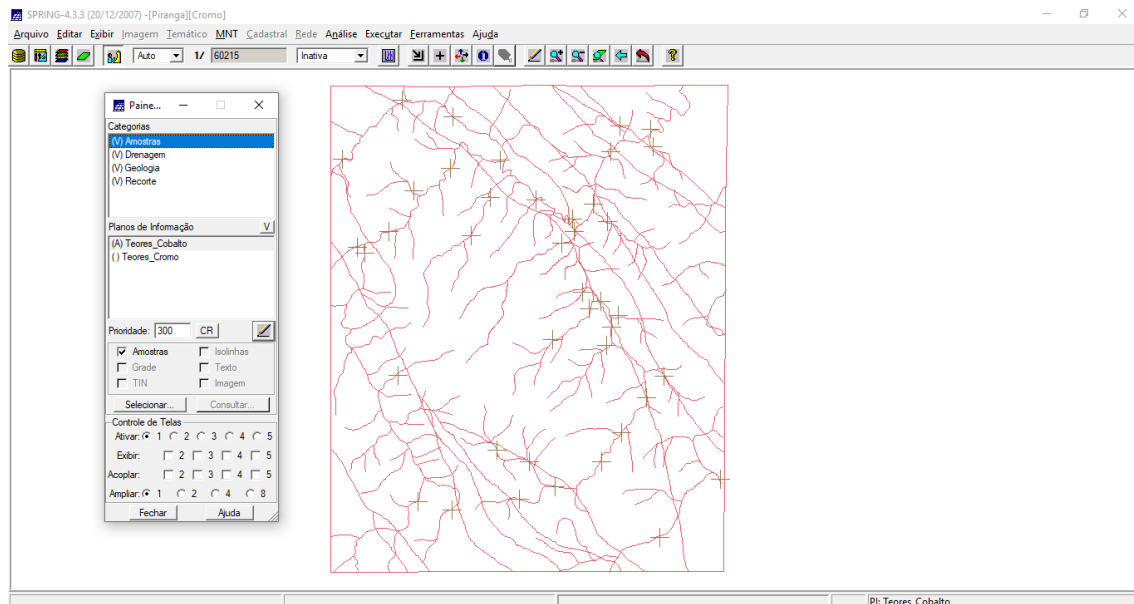 SPRING-4.3.3 (20/12/2007) -[Piranga][Cromo]
Arquivo Editar Exibir Imagem Temático MNT Cadastral Rede Análise Executar Ferramentas Ajuda
Auto 1/ 60215 Inativa
Paine...
Categorias
(V) Amostras
(V) Drenagem
(V) Geologia
(V) Recorte
Planos de Informação V
(A) Teores_Cobalto
( ) Teores_Cromo
Prioridade: 300 CR
Amostras Isolinhas
Grade Texto
TIN Imagem
Selecionar... Consultar...
Controle de Telas
Ativar: 1 2 3 4 5
Exibir: 2 3 4 5
Acoplar: 2 3 4 5
Ampliar: 1 2 4 8
Fechar Ajuda
PI: Teores_Cobalto